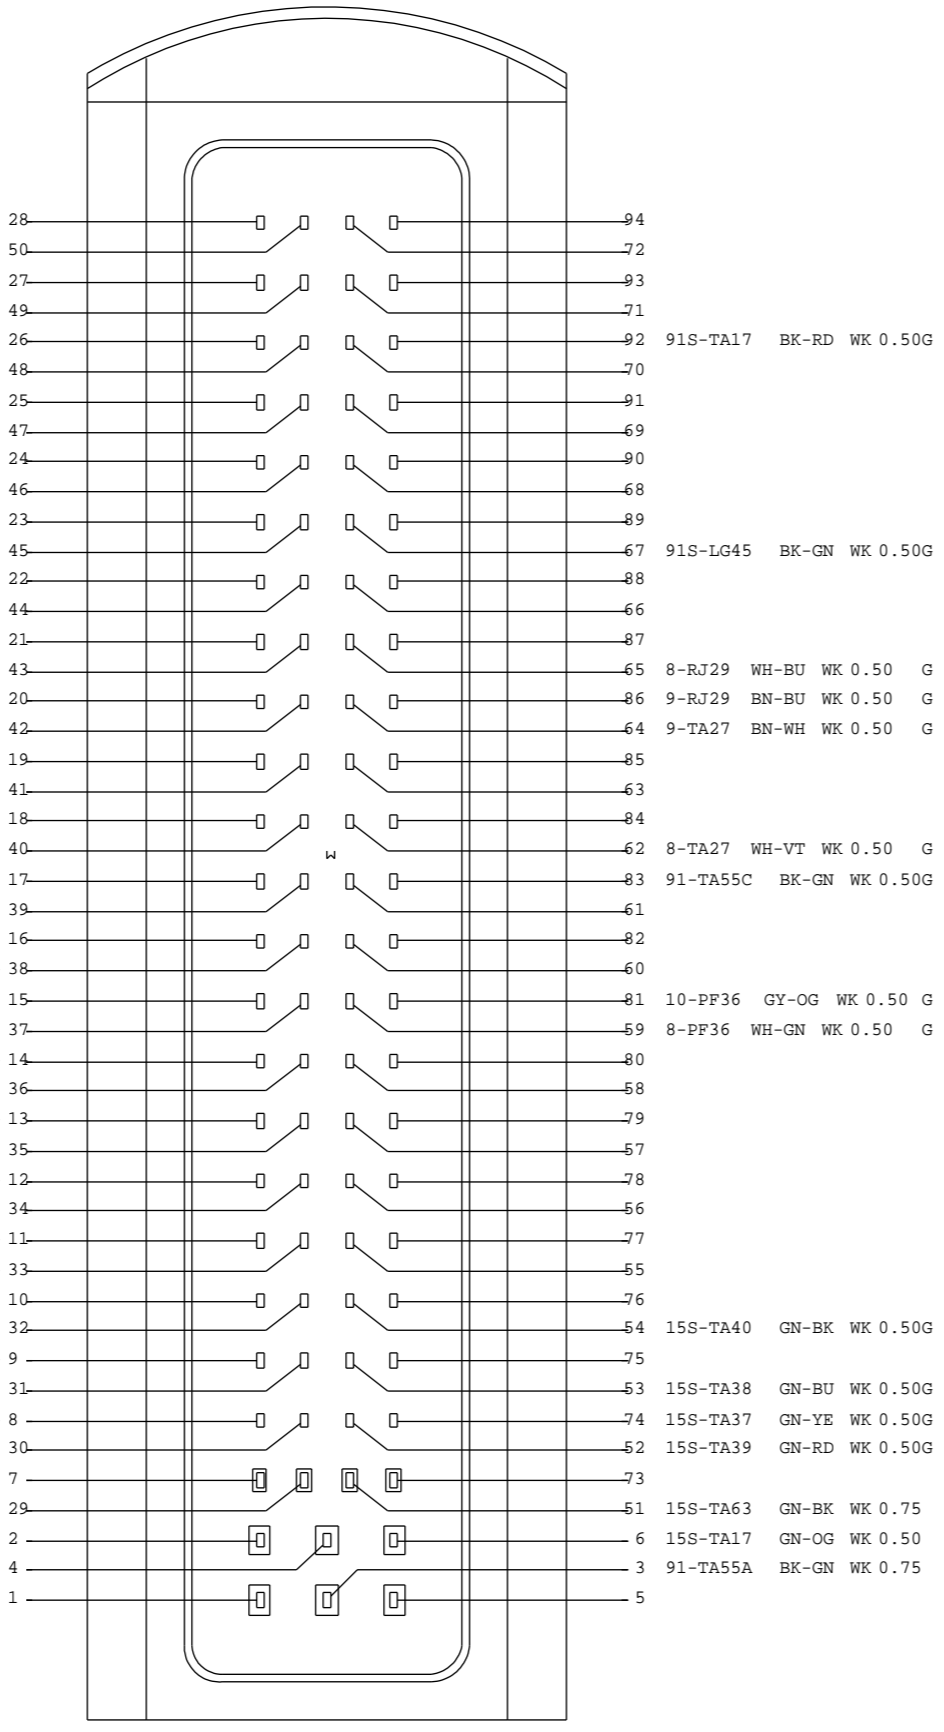 28 94
50 72
27 93
49 71
26 92 91S-TA17 BK-RD WK 0.50G
48 70
25 91
47 69
24 90
46 68
23 89
45 67 91S-LG45 BK-GN WK 0.50G
22 88
44 66
21 87
43 65 8-RJ29 WH-BU WK 0.50 G
20 86 9-RJ29 BN-BU WK 0.50 G
42 64 9-TA27 BN-WH WK 0.50 G
19 85
41 63
18 84
40 62 8-TA27 WH-VT WK 0.50 G
17 83 91-TA55C BK-GN WK 0.50G
39 61
16 82
38 60
15 81 10-PF36 GY-OG WK 0.50 G
37 59 8-PF36 WH-GN WK 0.50 G
14 80
36 58
13 79
35 57
12 78
34 56
11 77
33 55
10 76
32 54 15S-TA40 GN-BK WK 0.50G
9 75
31 53 15S-TA38 GN-BU WK 0.50G
8 74 15S-TA37 GN-YE WK 0.50G
30 52 15S-TA39 GN-RD WK 0.50G
7 73
29 51 15S-TA63 GN-BK WK 0.75
2 6 15S-TA17 GN-OG WK 0.50
4 3 91-TA55A BK-GN WK 0.75
1 5